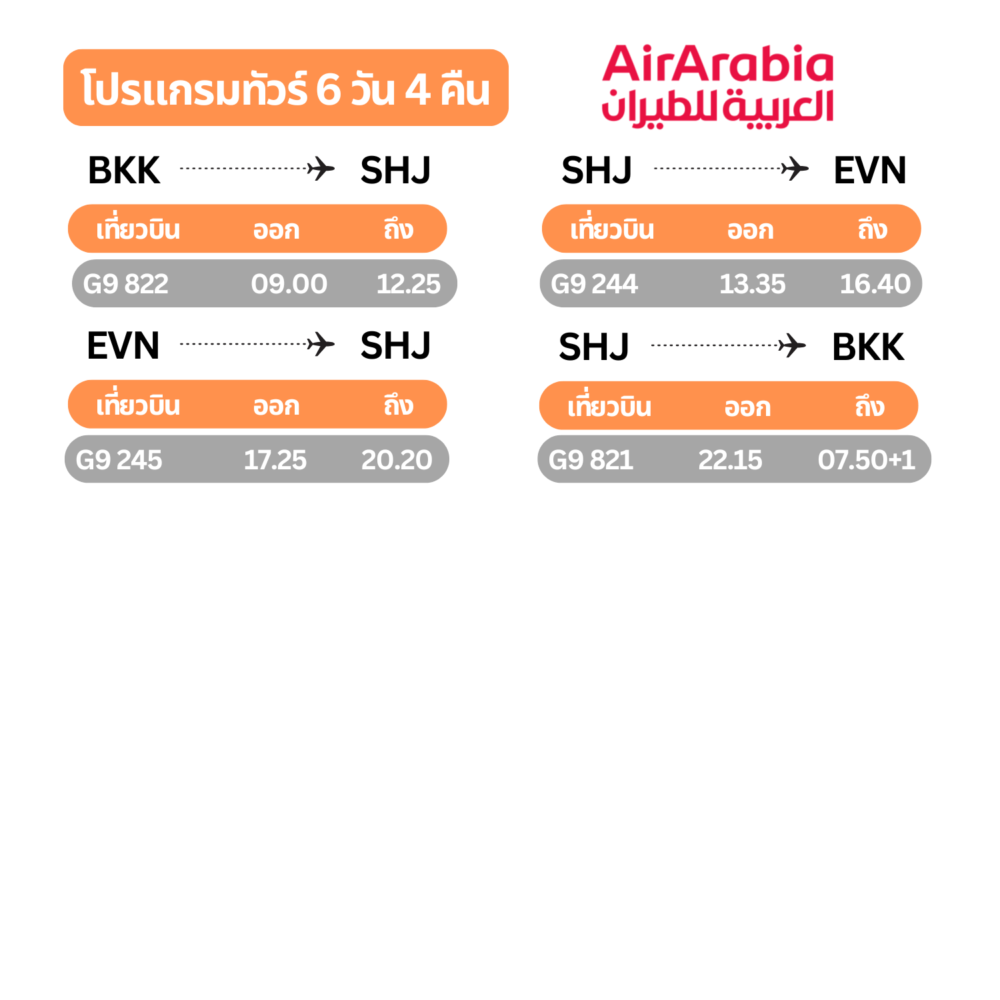 โปรแกรมทัวร์ 6 วัน 4 คืน
AirArabia
العربية للطيران
BKK SHJ
เที่ยวบิน ออก ถึง
G9 822 09.00 12.25
SHJ EVN
เที่ยวบิน ออก ถึง
G9 244 13.35 16.40
EVN SHJ
เที่ยวบิน ออก ถึง
G9 245 17.25 20.20
SHJ BKK
เที่ยวบิน ออก ถึง
G9 821 22.15 07.50+1